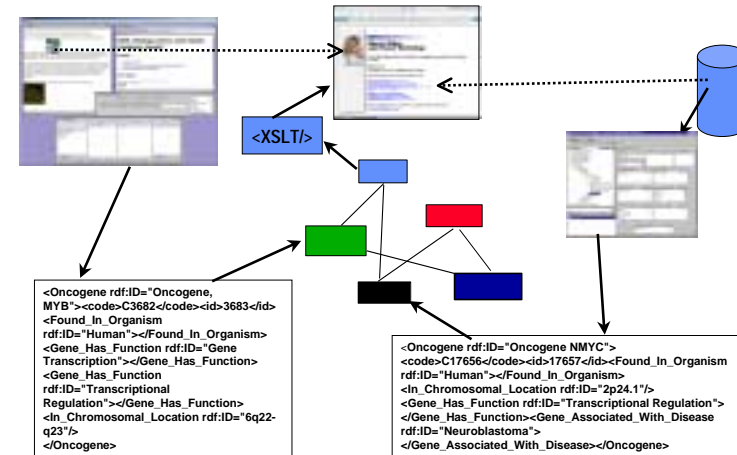 <XSLT/>
<Oncogene rdf:ID="Oncogene,
MYB"><code>C3682</code><id>3683</id>
<Found_In_Organism
rdf:ID="Human"></Found_In_Organism>
<Gene_Has_Function rdf:ID="Gene
Transcription"></Gene_Has_Function>
<Gene_Has_Function
rdf:ID="Transcriptional
Regulation"></Gene_Has_Function>
<In_Chromosomal_Location rdf:ID="6q22-
q23"/>
</Oncogene>
<Oncogene rdf:ID="Oncogene NMYC">
<code>C17656</code><id>17657</id><Found_In_Organism
rdf:ID="Human"></Found_In_Organism>
<In_Chromosomal_Location rdf:ID="2p24.1"/>
<Gene_Has_Function rdf:ID="Transcriptional Regulation">
</Gene_Has_Function><Gene_Associated_With_Disease
rdf:ID="Neuroblastoma">
</Gene_Associated_With_Disease></Oncogene>